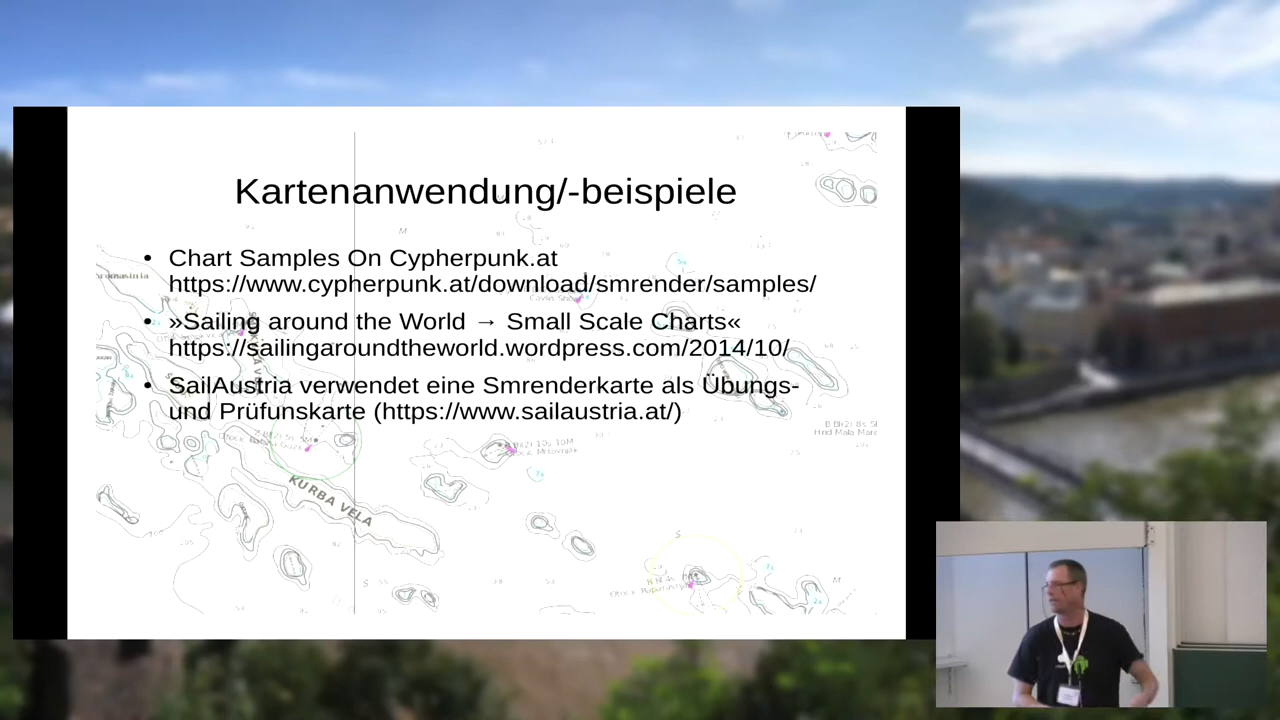 Kartenanwendung/-beispiele
• Chart Samples On Cypherpunk.at
https://www.cypherpunk.at/download/smrender/samples/
• »Sailing around the World → Small Scale Charts«
https://sailingaroundtheworld.wordpress.com/2014/10/
• SailAustria verwendet eine Smrenderkarte als Übungs-
und Prüfunskarte (https://www.sailaustria.at/)
KURBA VELA